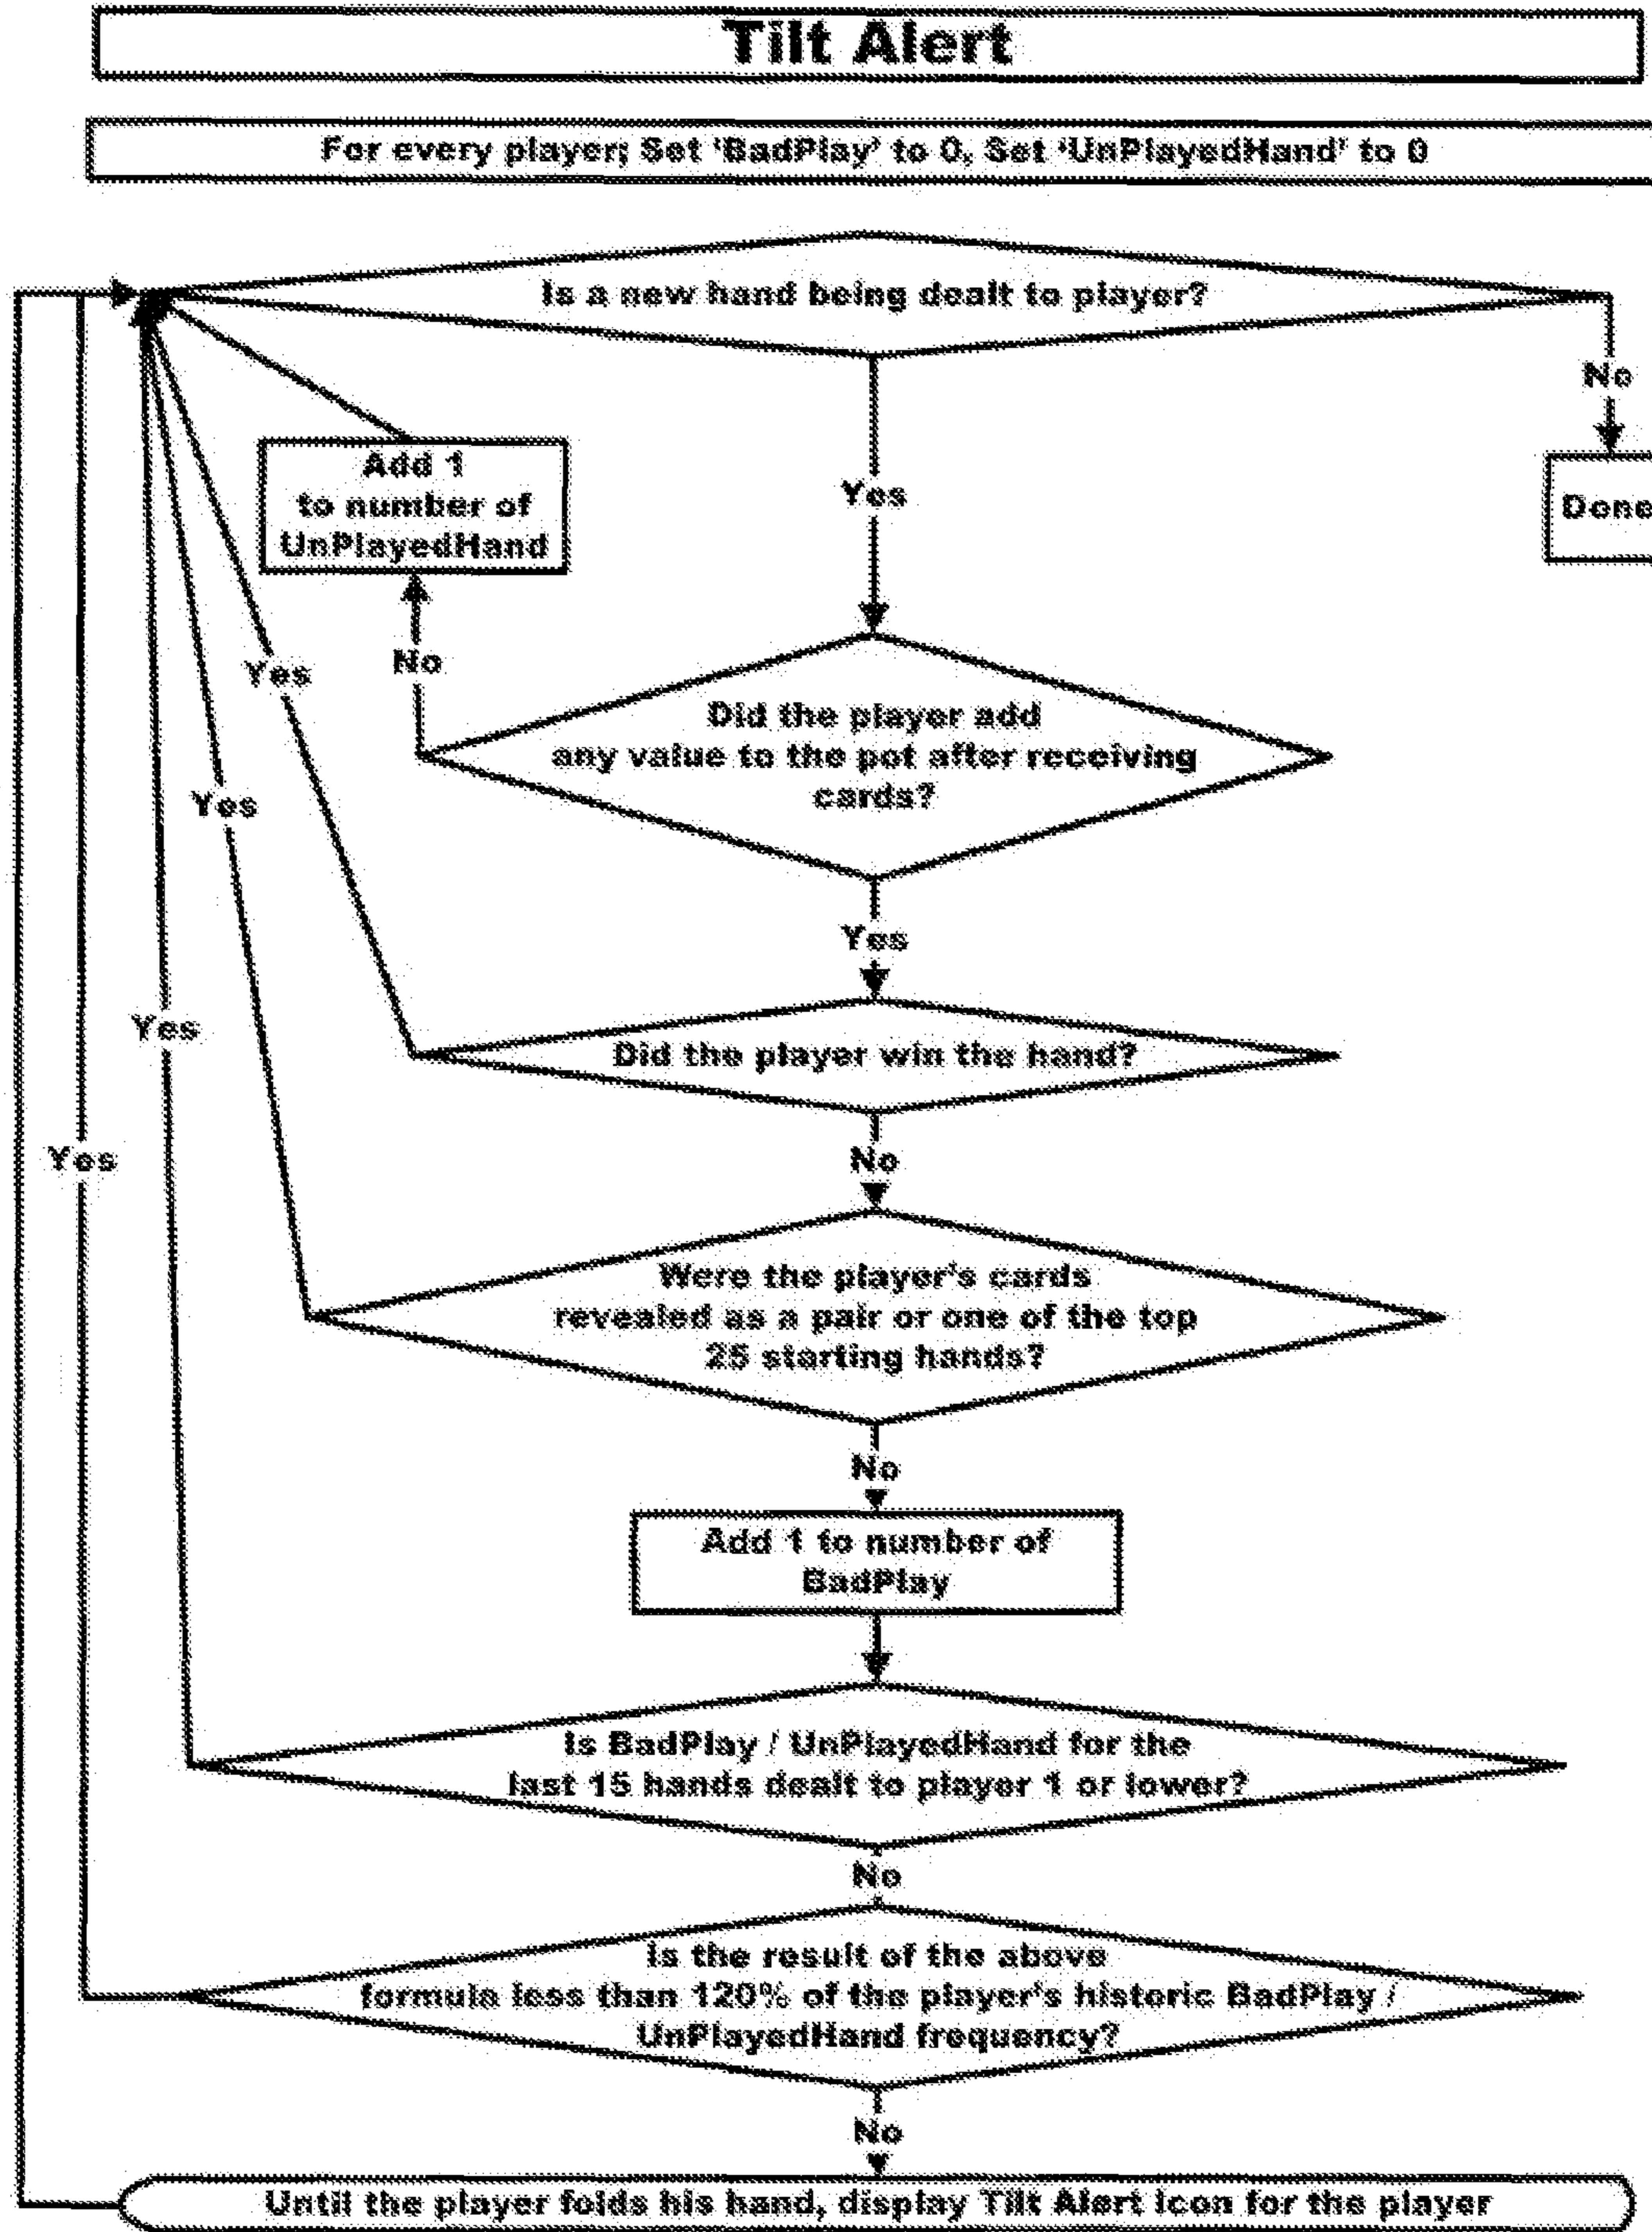 Tilt Alert
For every player; Set 'BadPlay' to 0, Set 'UnPlayedHand' to 0
Is a new hand being dealt to player?
No
Done
Add 1
to number of
UnPlayedHand
Yes
Yes
No
Did the player add
any value to the pot after receiving
cards?
Yes
Yes
Did the player win the hand?
Yes
No
Yes
Were the player's cards
revealed as a pair or one of the top
25 starting hands?
No
Add 1 to number of
BadPlay
Is BadPlay / UnPlayedHand for the
last 15 hands dealt to player 1 or lower?
No
Is the result of the above
formula less than 120% of the player's historic BadPlay /
UnPlayedHand frequency?
No
Until the player folds his hand, display Tilt Alert icon for the player